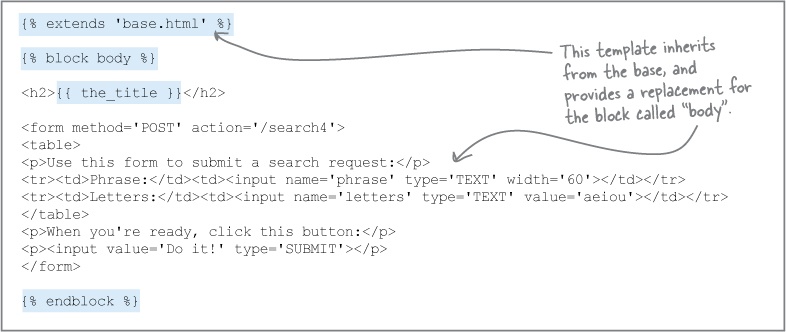 {% extends 'base.html' %}
{% block body %}
<h2>{{ the_title }}</h2>
<form method='POST' action='/search4'>
<table>
<p>Use this form to submit a search request:</p>
<tr><td>Phrase:</td><td><input name='phrase' type='TEXT' width='60'></td></tr>
<tr><td>Letters:</td><td><input name='letters' type='TEXT' value='aeiou'></td></tr>
</table>
<p>When you're ready, click this button:</p>
<p><input value='Do it!' type='SUBMIT'></p>
</form>
{% endblock %}
This template inherits
from the base, and
provides a replacement for
the block called "body".